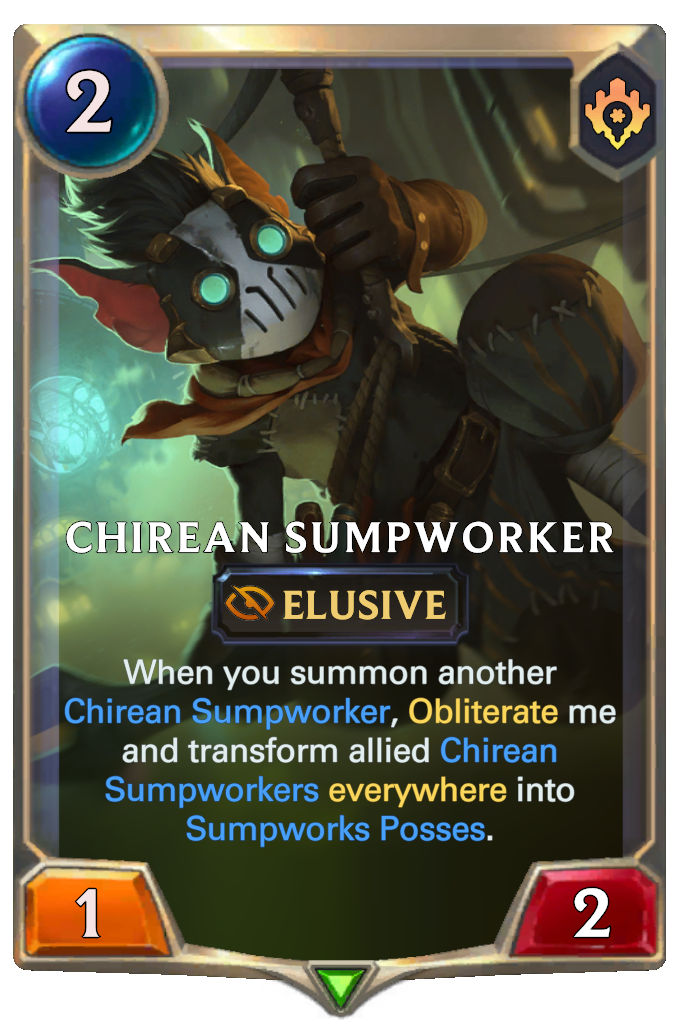 2
CHIREAN SUMPWORKER
ELUSIVE
When you summon another
Chirean Sumpworker, Obliterate me
and transform allied Chirean
Sumpworkers everywhere into
Sumpworks Posses.
1
2